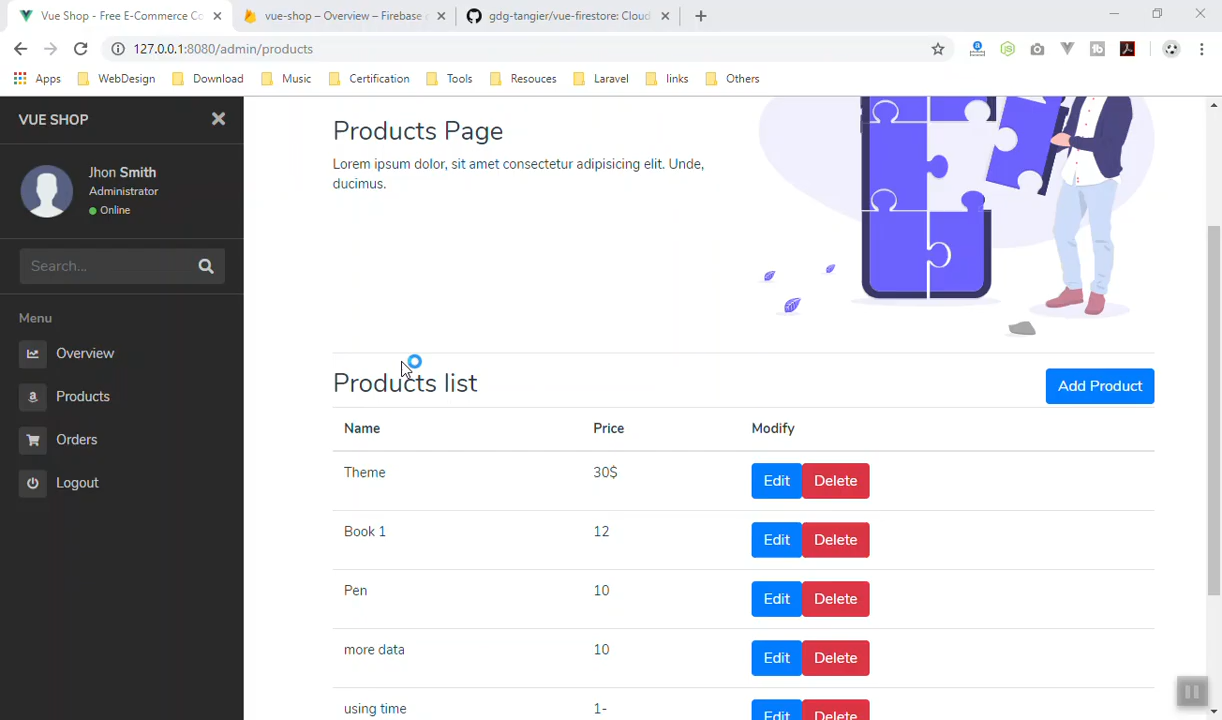 Vue Shop - Free E-Commerce Co
vue-shop – Overview – Firebase c
gdg-tangier/vue-firestore: Cloud
127.0.0.1:8080/admin/products
Apps
WebDesign
Download
Music
Certification
Tools
Resouces
Laravel
links
Others
VUE SHOP
Jhon Smith
Administrator
Online
Search...
Menu
Overview
Products
Orders
Logout
Products Page
Lorem ipsum dolor, sit amet consectetur adipisicing elit. Unde,
ducimus.
Products list
Add Product
Name Price Modify
Theme 30$ Edit Delete
Book 1 12 Edit Delete
Pen 10 Edit Delete
more data 10 Edit Delete
using time 1- Edit Delete